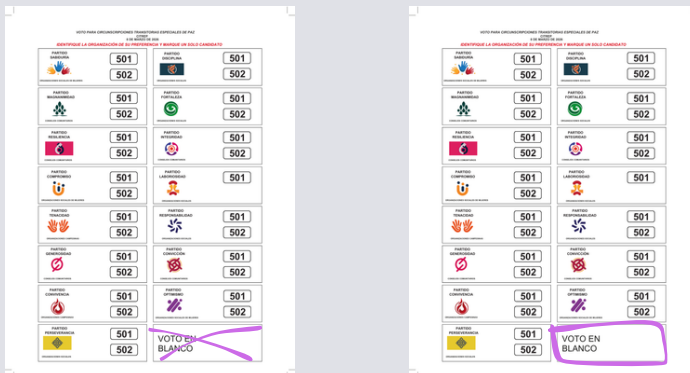 VOTO PARA CIRCUNSCRIPCIONES TRANSITORIAS ESPECIALES DE PAZ
CITREP
IDENTIFIQUE LA ORGANIZACIÓN DE SU PREFERENCIA Y MARQUE UN SOLO CANDIDATO
PARTIDO
SABIDURÍA
501
502
PARTIDO
DISCIPLINA
501
502
PARTIDO
MAGNANIMIDAD
501
502
PARTIDO
FORTALEZA
501
502
PARTIDO
RESILIENCIA
501
502
PARTIDO
INTEGRIDAD
501
502
PARTIDO
COMPROMISO
501
502
PARTIDO
LABORIOSIDAD
501
PARTIDO
TENACIDAD
501
502
PARTIDO
RESPONSABILIDAD
501
502
PARTIDO
GENEROSIDAD
501
502
PARTIDO
CONVICCIÓN
501
502
PARTIDO
CONVIVENCIA
501
502
PARTIDO
OPTIMISMO
501
502
PARTIDO
PERSEVERANCIA
501
502
VOTO EN
BLANCO
VOTO PARA CIRCUNSCRIPCIONES TRANSITORIAS ESPECIALES DE PAZ
CITREP
IDENTIFIQUE LA ORGANIZACIÓN DE SU PREFERENCIA Y MARQUE UN SOLO CANDIDATO
PARTIDO
SABIDURÍA
501
502
PARTIDO
DISCIPLINA
501
502
PARTIDO
MAGNANIMIDAD
501
502
PARTIDO
FORTALEZA
501
502
PARTIDO
RESILIENCIA
501
502
PARTIDO
INTEGRIDAD
501
502
PARTIDO
COMPROMISO
501
502
PARTIDO
LABORIOSIDAD
501
PARTIDO
TENACIDAD
501
502
PARTIDO
RESPONSABILIDAD
501
502
PARTIDO
GENEROSIDAD
501
502
PARTIDO
CONVICCIÓN
501
502
PARTIDO
CONVIVENCIA
501
502
PARTIDO
OPTIMISMO
501
502
PARTIDO
PERSEVERANCIA
501
502
VOTO EN
BLANCO